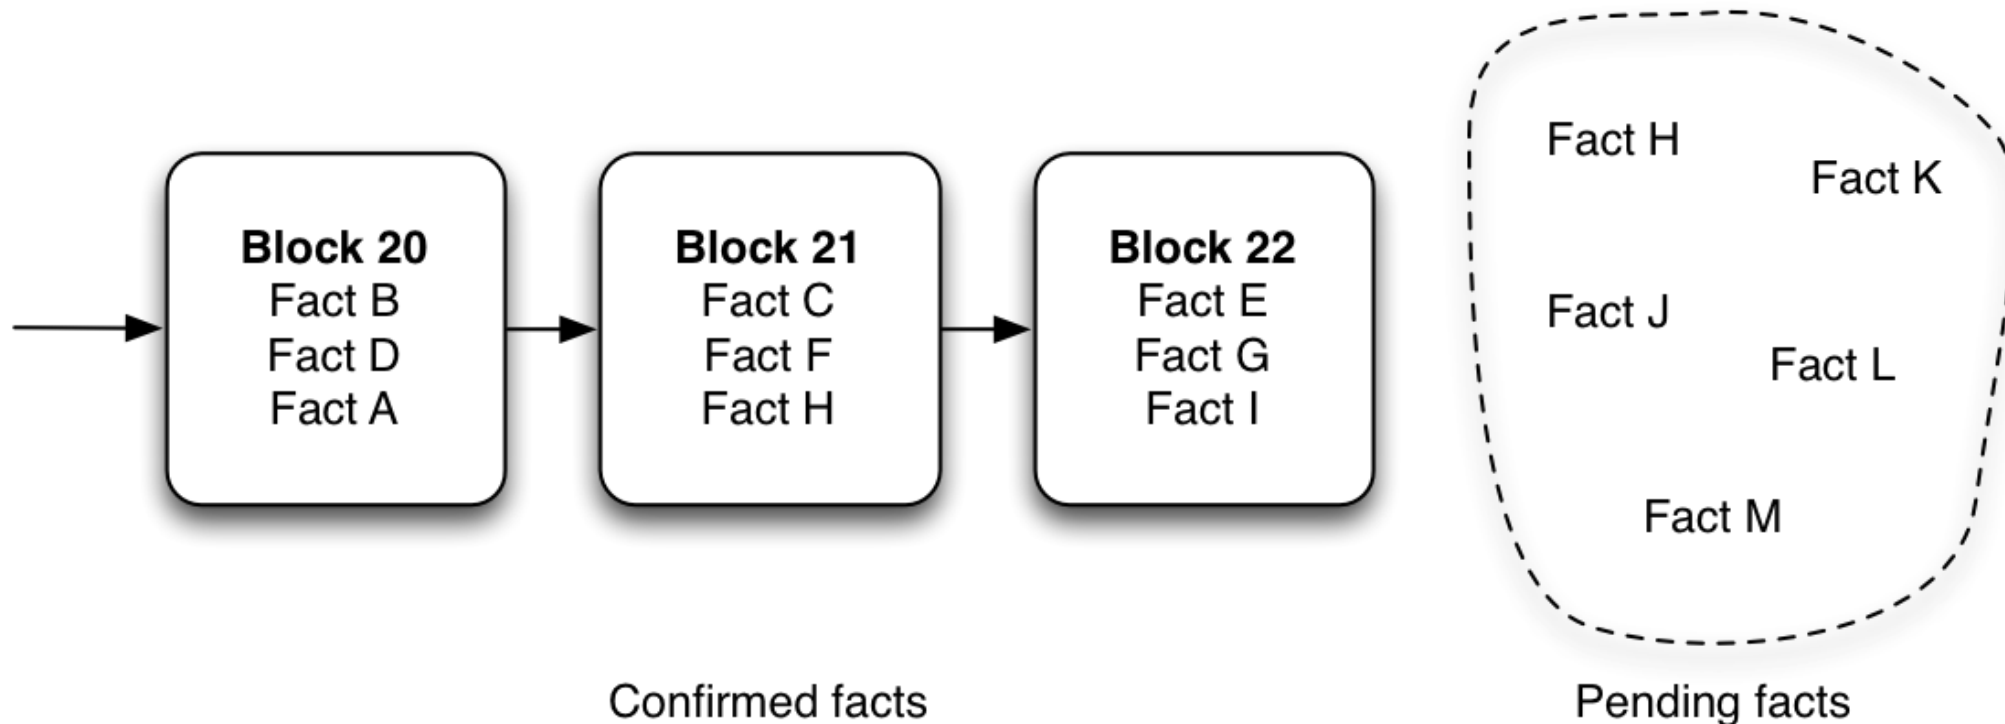 Block 20
Fact B
Fact D
Fact A
Block 21
Fact C
Fact F
Fact H
Block 22
Fact E
Fact G
Fact I
Confirmed facts
Fact H
Fact K
Fact J
Fact L
Fact M
Pending facts